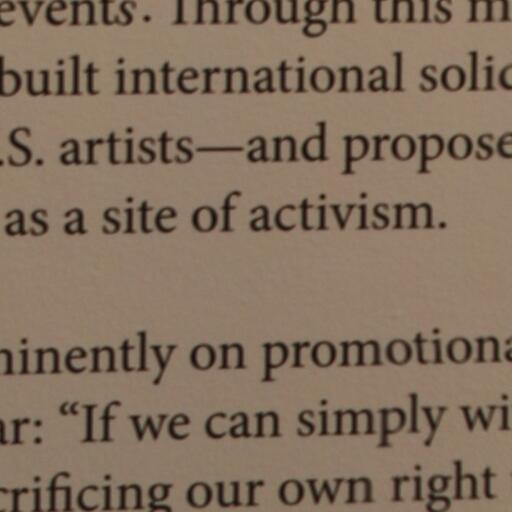 events. Through this m
built international solid
.S. artists—and propose
as a site of activism.
ninently on promotiona
ar: “If we can simply wi
crificing our own right